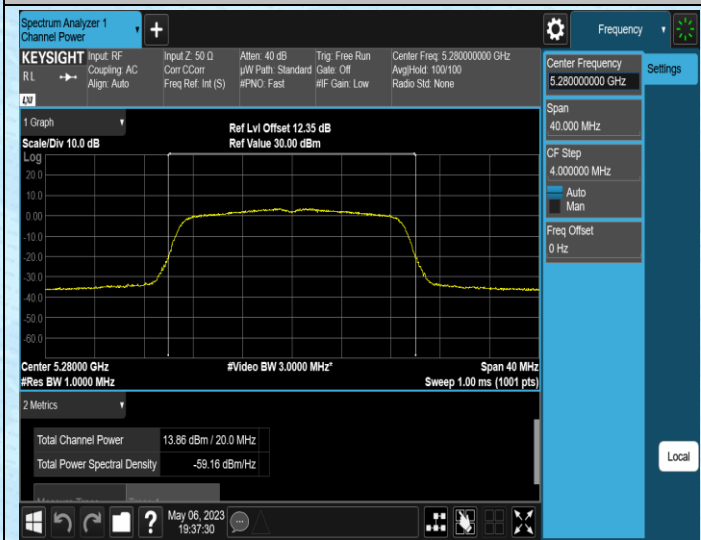 Spectrum Analyzer 1
Channel Power
+
Frequency
KEYSIGHT
R L
LXI
Input: RF
Coupling: AC
Align: Auto
Input Z: 50 Ω
Corr CCorr
Freq Ref: Int (S)
Atten: 40 dB
µW Path: Standard
#PNO: Fast
Trig: Free Run
Gate: Off
#IF Gain: Low
Center Freq: 5.280000000 GHz
Avg|Hold: 100/100
Radio Std: None
1 Graph
Scale/Div 10.0 dB
Ref Lvl Offset 12.35 dB
Ref Value 30.00 dBm
Log
20.0
10.0
0.00
-10.0
-20.0
-30.0
-40.0
-50.0
-60.0
Center 5.28000 GHz
#Video BW 3.0000 MHz*
Span 40 MHz
#Res BW 1.0000 MHz
Sweep 1.00 ms (1001 pts)
2 Metrics
Total Channel Power 13.86 dBm / 20.0 MHz
Total Power Spectral Density -59.16 dBm/Hz
?
May 06, 2023
19:37:30
Center Frequency
5.280000000 GHz
Settings
Span
40.000 MHz
CF Step
4.000000 MHz
Auto
Man
Freq Offset
0 Hz
Local